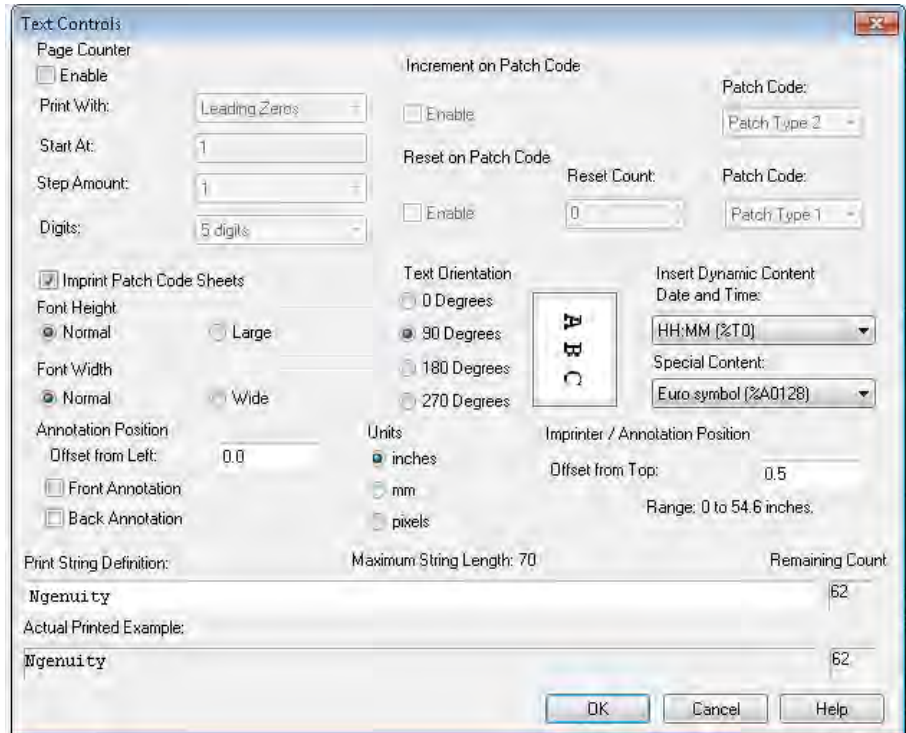 Text Controls
Page Counter
Enable
Print With: Leading Zeros
Start At: 1
Step Amount: 1
Digits: 5 digits
Increment on Patch Code
Patch Code:
Enable
Patch Type 2
Reset on Patch Code
Reset Count: Patch Code:
Enable
0
Patch Type 1
Imprint Patch Code Sheets
Font Height
Normal Large
Font Width
Normal Wide
Text Orientation
0 Degrees
90 Degrees
180 Degrees
270 Degrees
A B C
Insert Dynamic Content
Date and Time:
HH:MM (%T0)
Special Content:
Euro symbol (%A0128)
Annotation Position
Offset from Left: 0.0
Front Annotation
Back Annotation
Units
inches
mm
pixels
Imprinter / Annotation Position
Offset from Top: 0.5
Range: 0 to 54.6 inches.
Print String Definition: Maximum String Length: 70 Remaining Count
Ngenuity 62
Actual Printed Example:
Ngenuity 62
OK Cancel Help